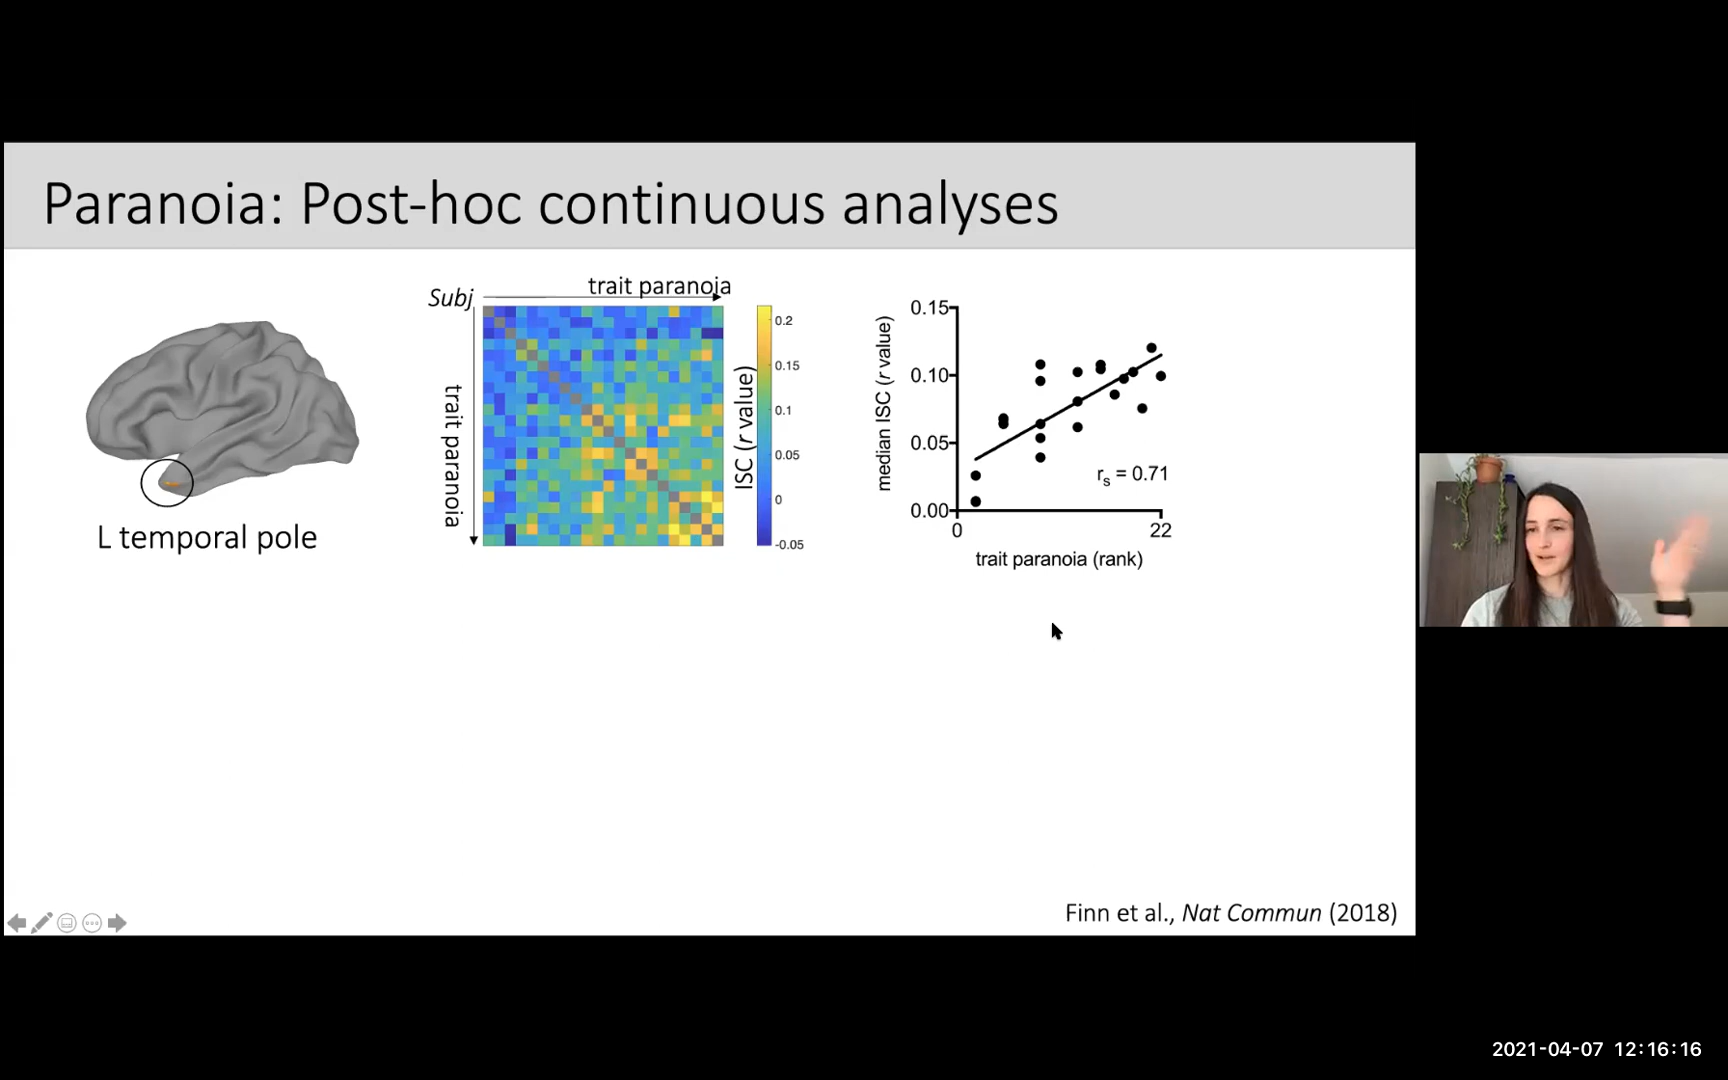 Paranoia: Post-hoc continuous analyses
L temporal pole
Subj
trait paranoia
trait paranoia
0.2
0.15
0.1
0.05
0
-0.05
ISC (r value)
0.15
0.10
0.05
0.00
median ISC (r value)
rs = 0.71
0
22
trait paranoia (rank)
Finn et al., Nat Commun (2018)
2021-04-07 12:16:16